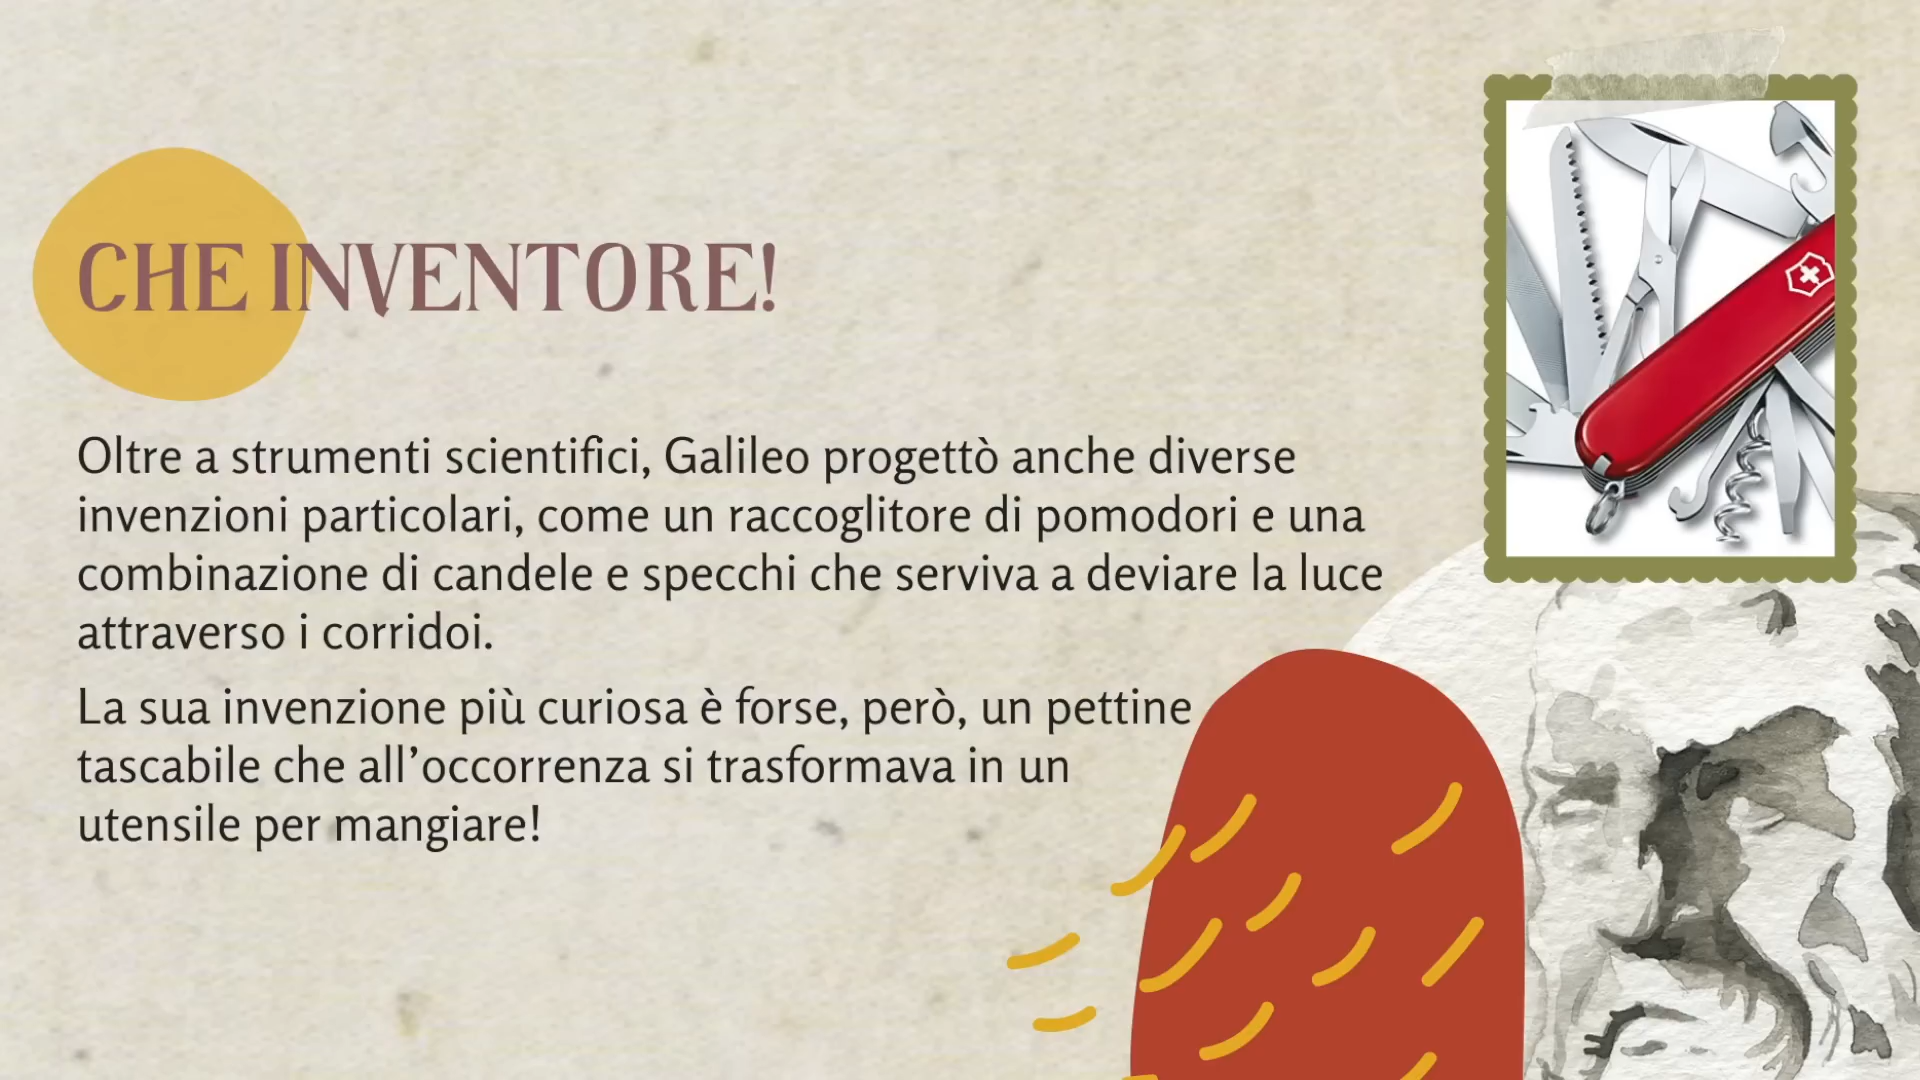 CHE INVENTORE!
Oltre a strumenti scientifici, Galileo progettò anche diverse
invenzioni particolari, come un raccoglitore di pomodori e una
combinazione di candele e specchi che serviva a deviare la luce
attraverso i corridoi.
La sua invenzione più curiosa è forse, però, un pettine
tascabile che all’occorrenza si trasformava in un
utensile per mangiare!